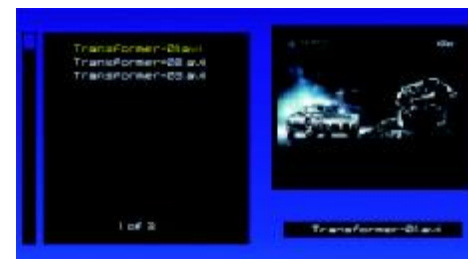 Transformer-01.avi
Transformer-02.avi
Transformer-03.avi
1 of 3
Transformer-01.avi